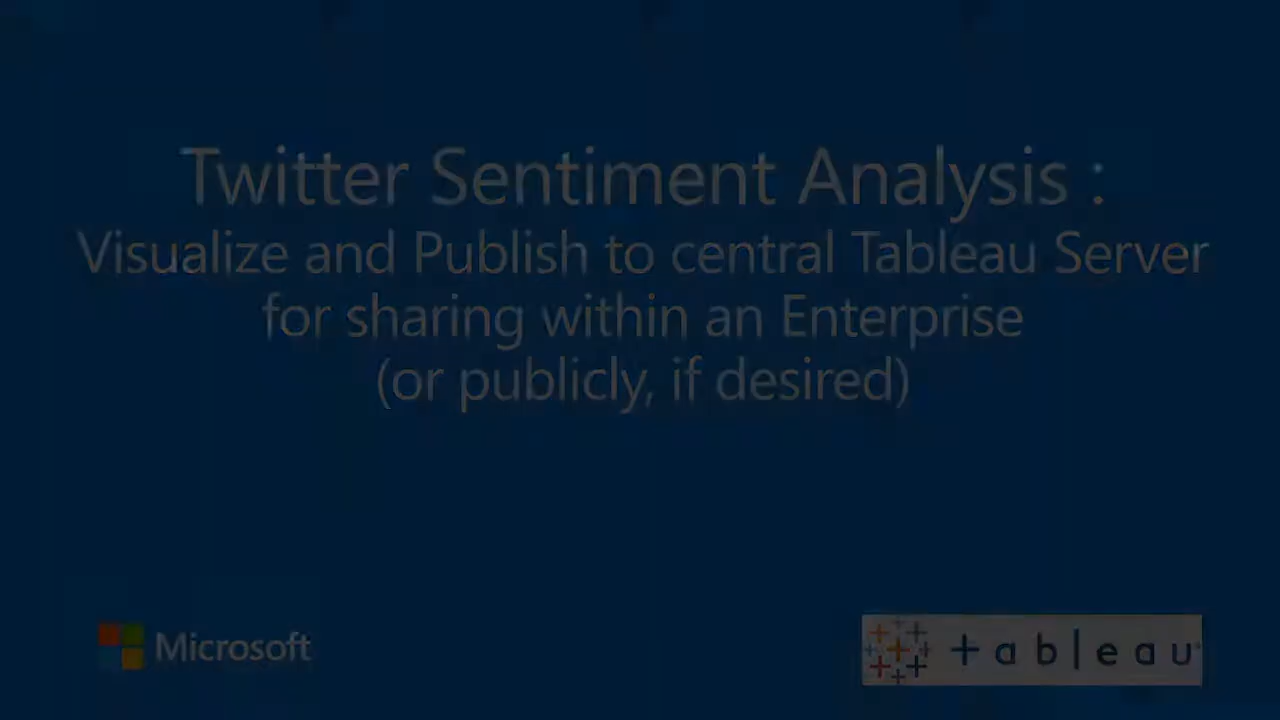 Twitter Sentiment Analysis :
Visualize and Publish to central Tableau Server
for sharing within an Enterprise
(or publicly, if desired)
Microsoft
+ a b | e a u